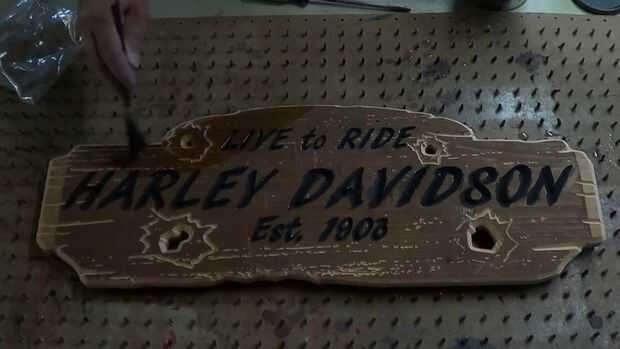 LIVE to RIDE
HARLEY DAVIDSON
Est. 1903